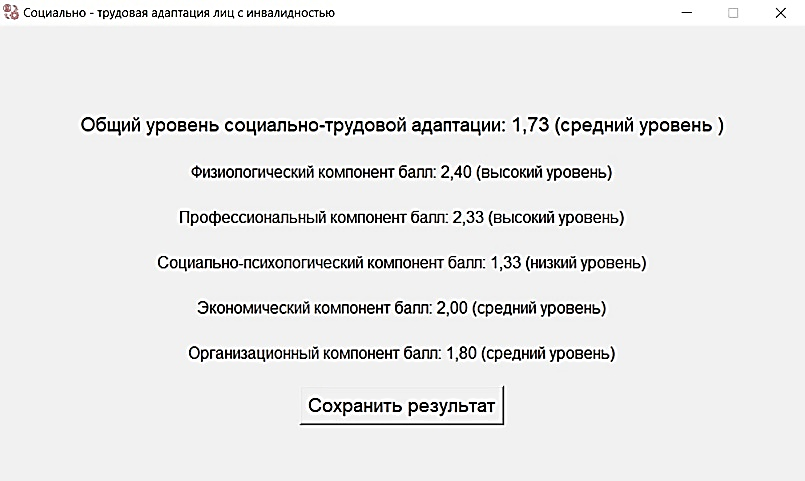 Социально - трудовая адаптация лиц с инвалидностью
Общий уровень социально-трудовой адаптации: 1,73 (средний уровень )
Физиологический компонент балл: 2,40 (высокий уровень)
Профессиональный компонент балл: 2,33 (высокий уровень)
Социально-психологический компонент балл: 1,33 (низкий уровень)
Экономический компонент балл: 2,00 (средний уровень)
Организационный компонент балл: 1,80 (средний уровень)
Сохранить результат